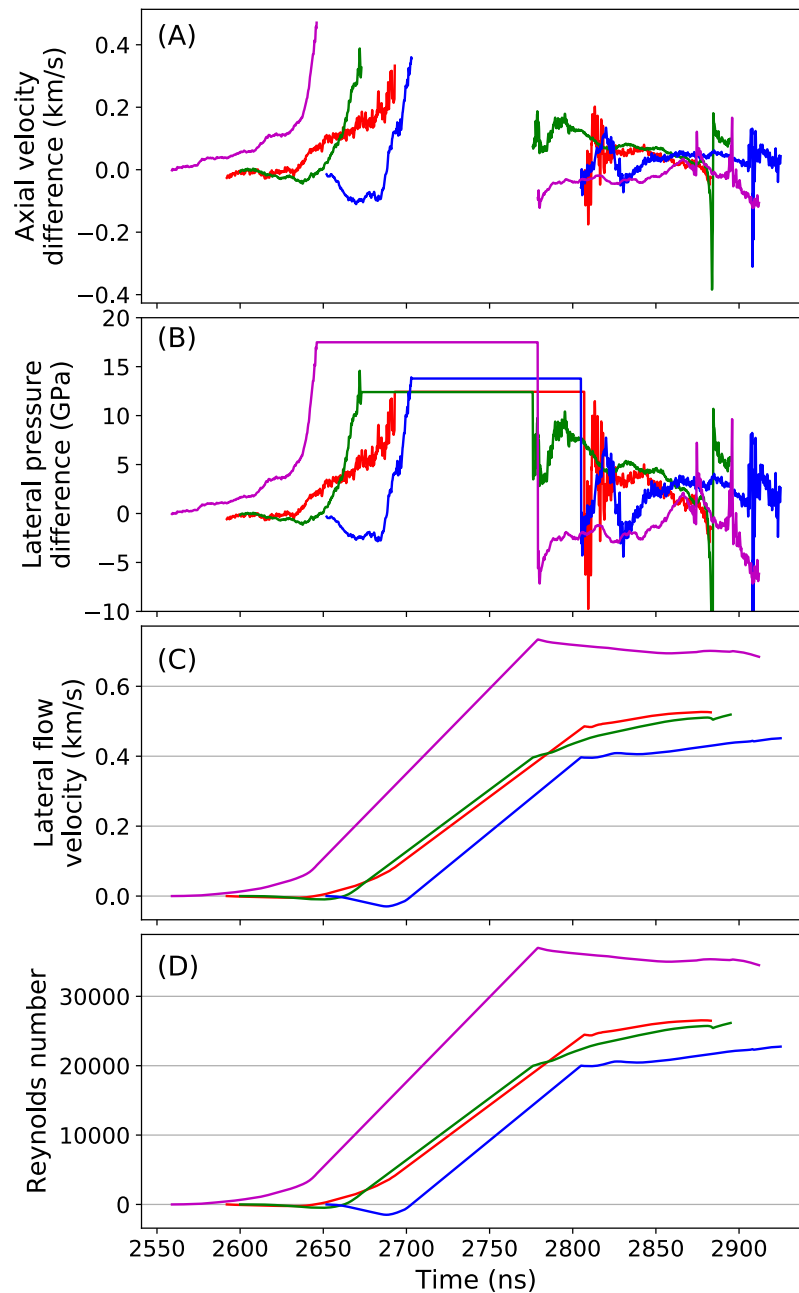 (A)
Axial velocity
difference (km/s)
0.4
0.2
0.0
−0.2
−0.4
(B)
Lateral pressure
difference (GPa)
20
15
10
5
0
−5
−10
(C)
Lateral flow
velocity (km/s)
0.6
0.4
0.2
0.0
(D)
Reynolds number
30000
20000
10000
0
2550 2600 2650 2700 2750 2800 2850 2900
Time (ns)